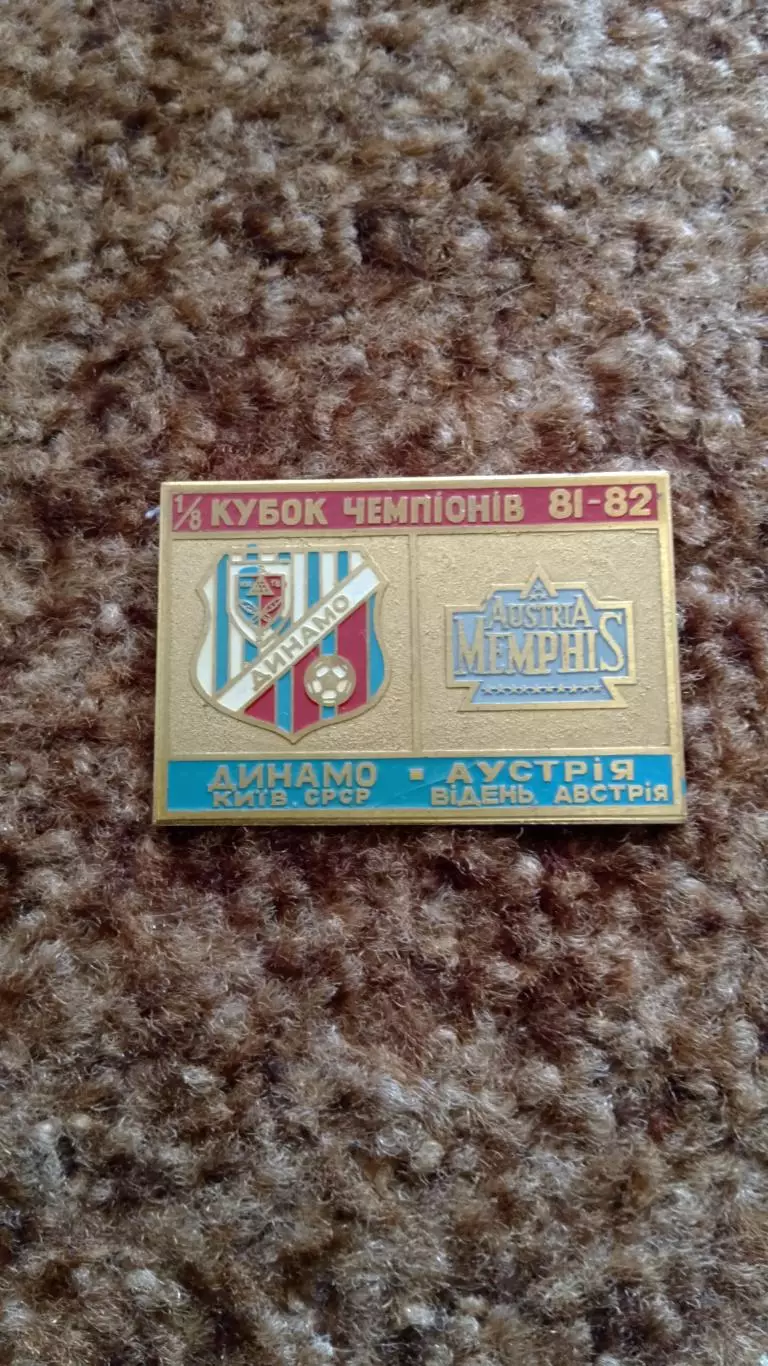 1/8 КУБОК ЧЕМПІОНІВ 81-82
ДИНАМО
AUSTRIA
MEMPHIS
ДИНАМО ▪ АУСТРІЯ
КИЇВ. СРСР ВІДЕНЬ. АВСТРІЯ